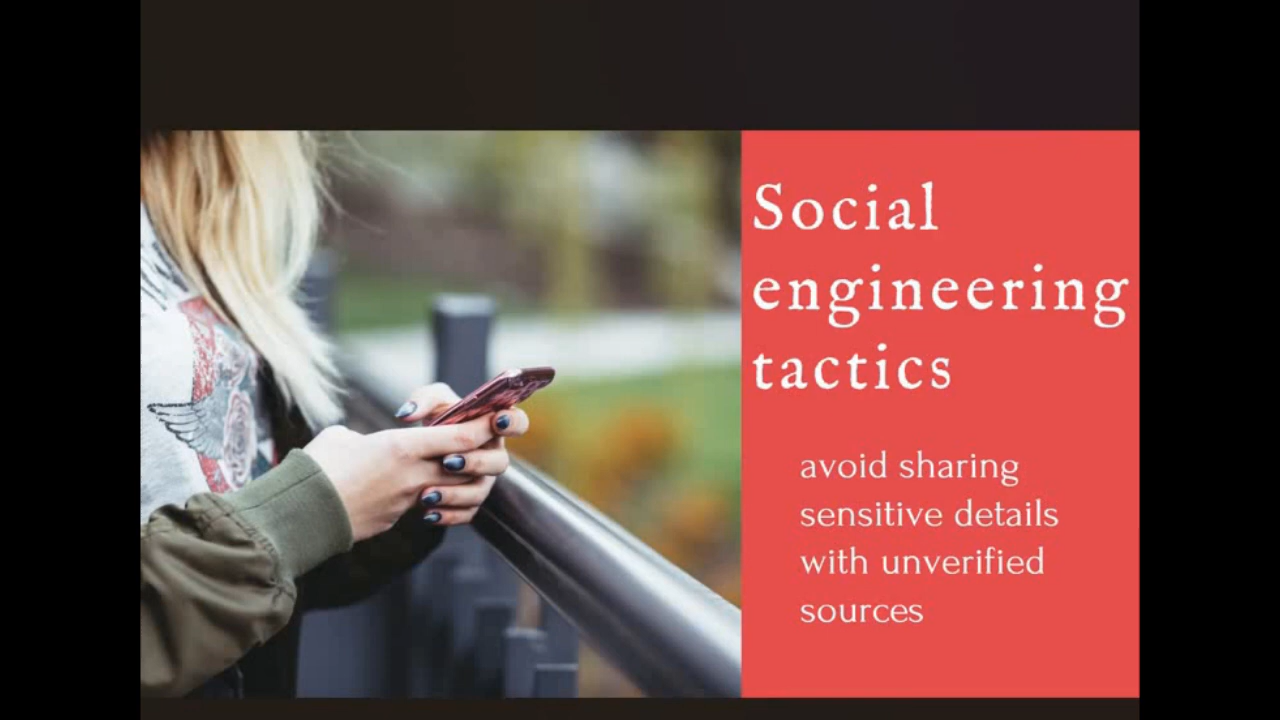 Social
engineering
tactics
avoid sharing
sensitive details
with unverified
sources